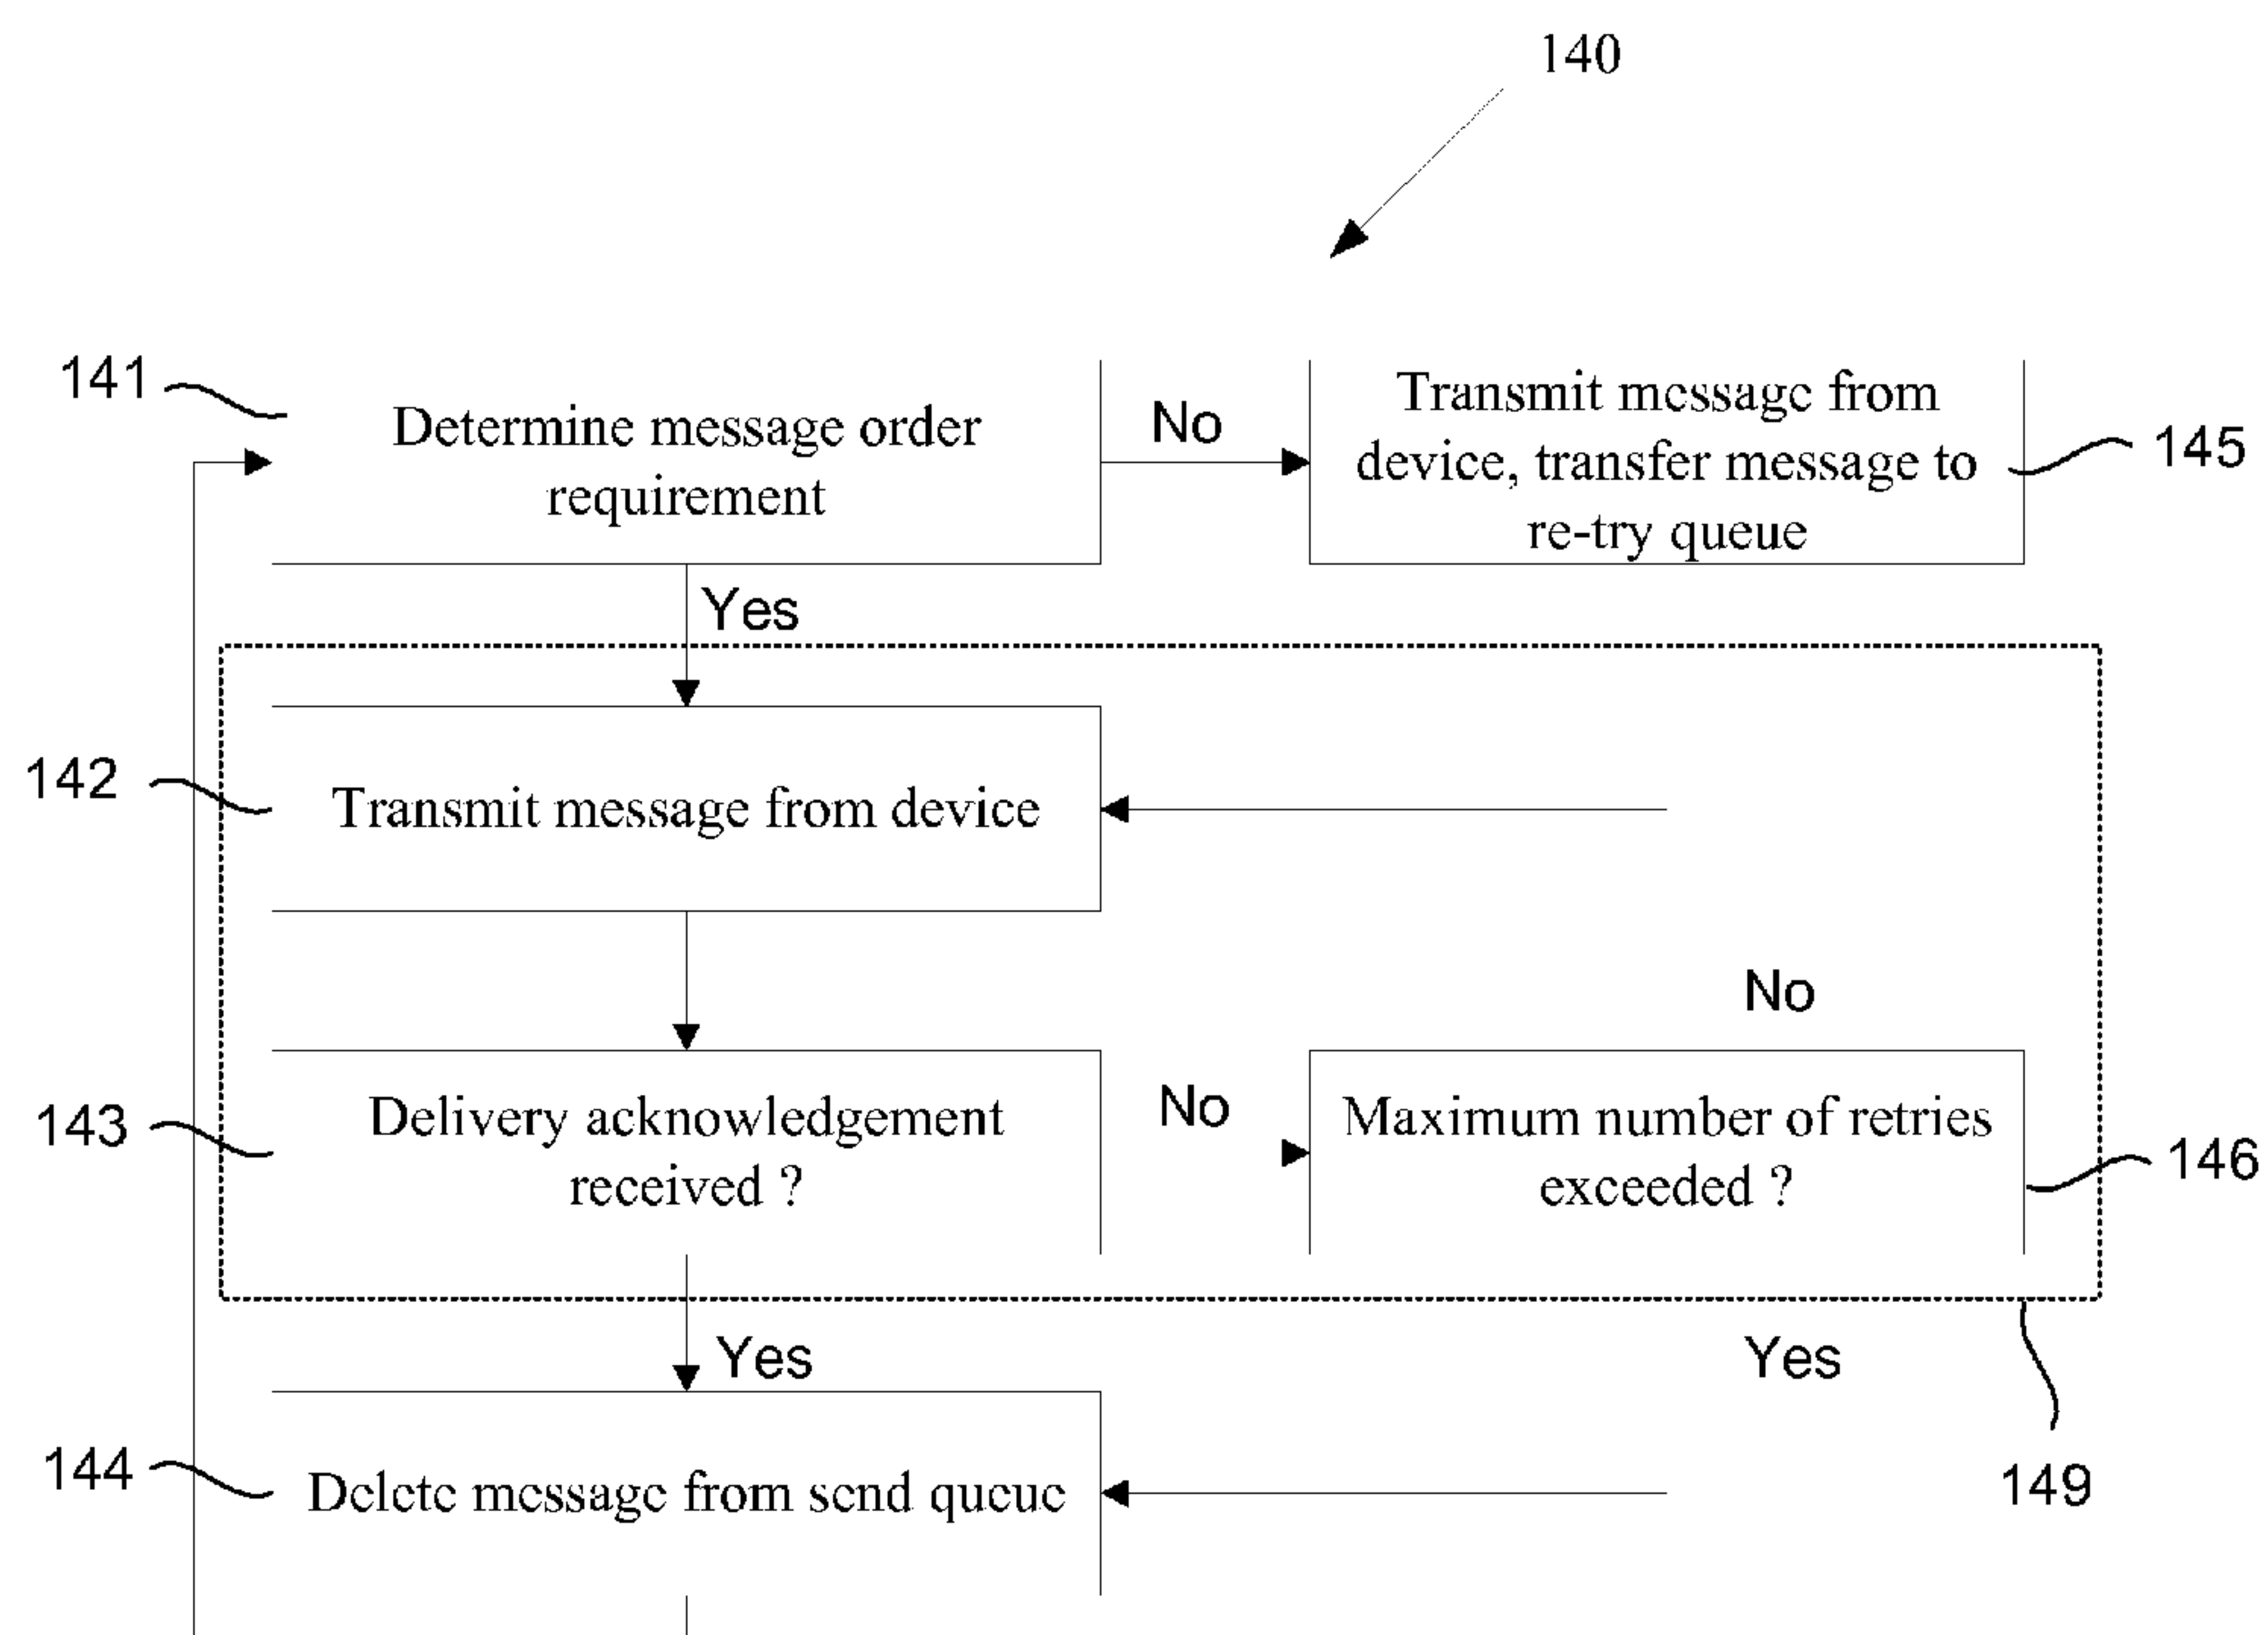 140
141
Determine message order
requirement
No
Transmit message from
device, transfer message to
re-try queue
145
Yes
142
Transmit message from device
No
143
Delivery acknowledgement
received ?
No
Maximum number of retries
exceeded ?
146
Yes
Yes
144
Delete message from send queue
149